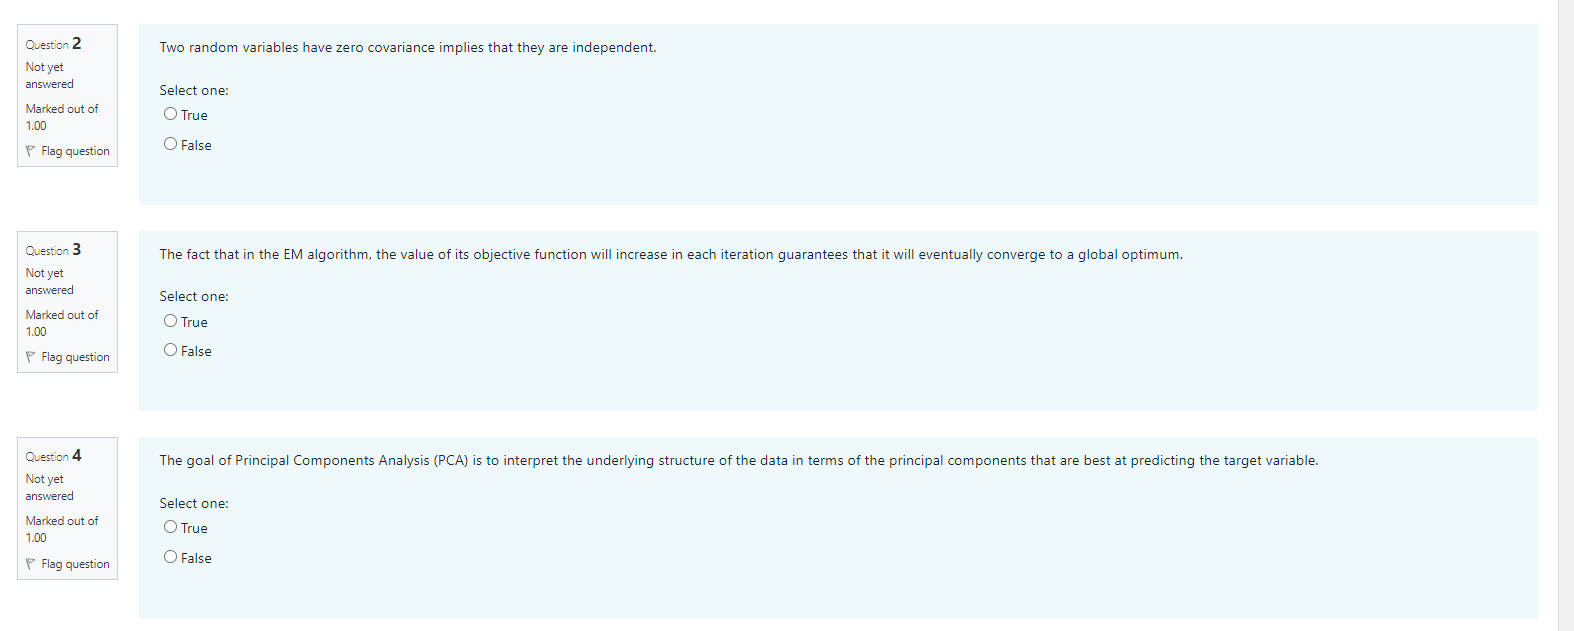 Question 2
Not yet
answered
Marked out of
1.00
Flag question
Two random variables have zero covariance implies that they are independent.
Select one:
True
False
Question 3
Not yet
answered
Marked out of
1.00
Flag question
The fact that in the EM algorithm, the value of its objective function will increase in each iteration guarantees that it will eventually converge to a global optimum.
Select one:
True
False
Question 4
Not yet
answered
Marked out of
1.00
Flag question
The goal of Principal Components Analysis (PCA) is to interpret the underlying structure of the data in terms of the principal components that are best at predicting the target variable.
Select one:
True
False